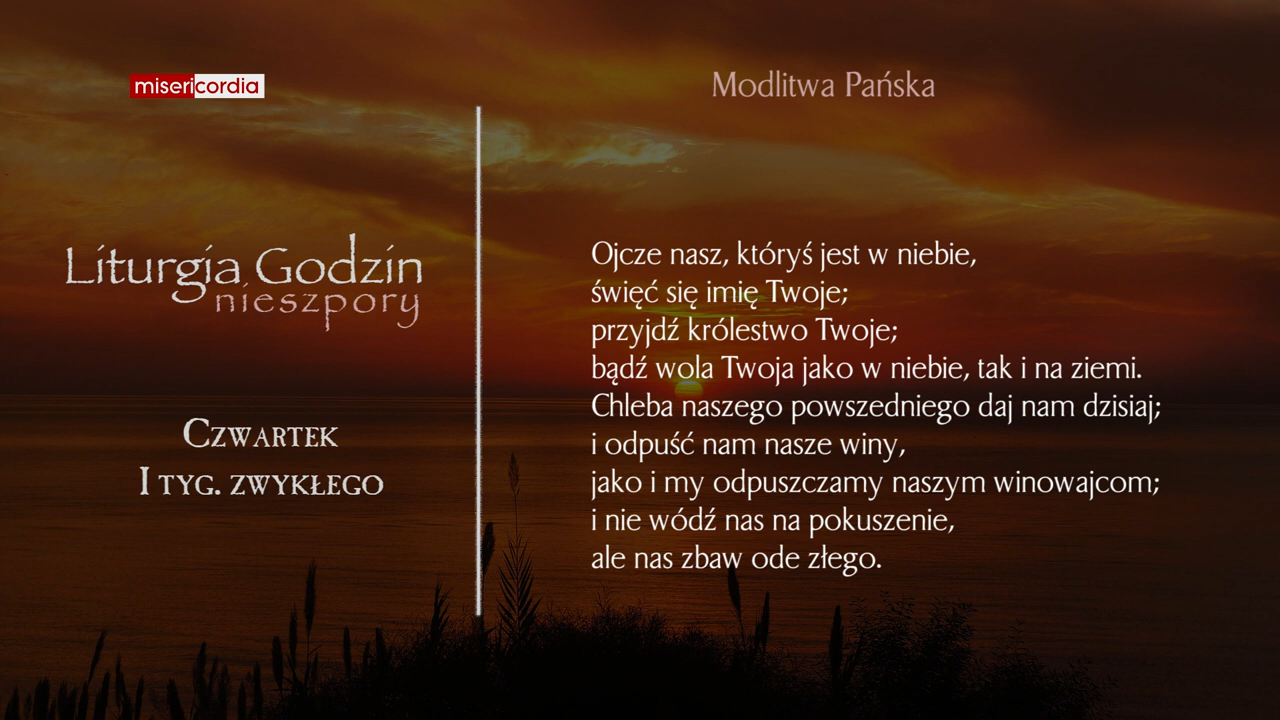 misericordia
Liturgia Godzin
nieszpory
Czwartek
I tyg. zwykłego
Modlitwa Pańska
Ojcze nasz, któryś jest w niebie,
święć się imię Twoje;
przyjdź królestwo Twoje;
bądź wola Twoja jako w niebie, tak i na ziemi.
Chleba naszego powszedniego daj nam dzisiaj;
i odpuść nam nasze winy,
jako i my odpuszczamy naszym winowajcom;
i nie wódź nas na pokuszenie,
ale nas zbaw ode złego.